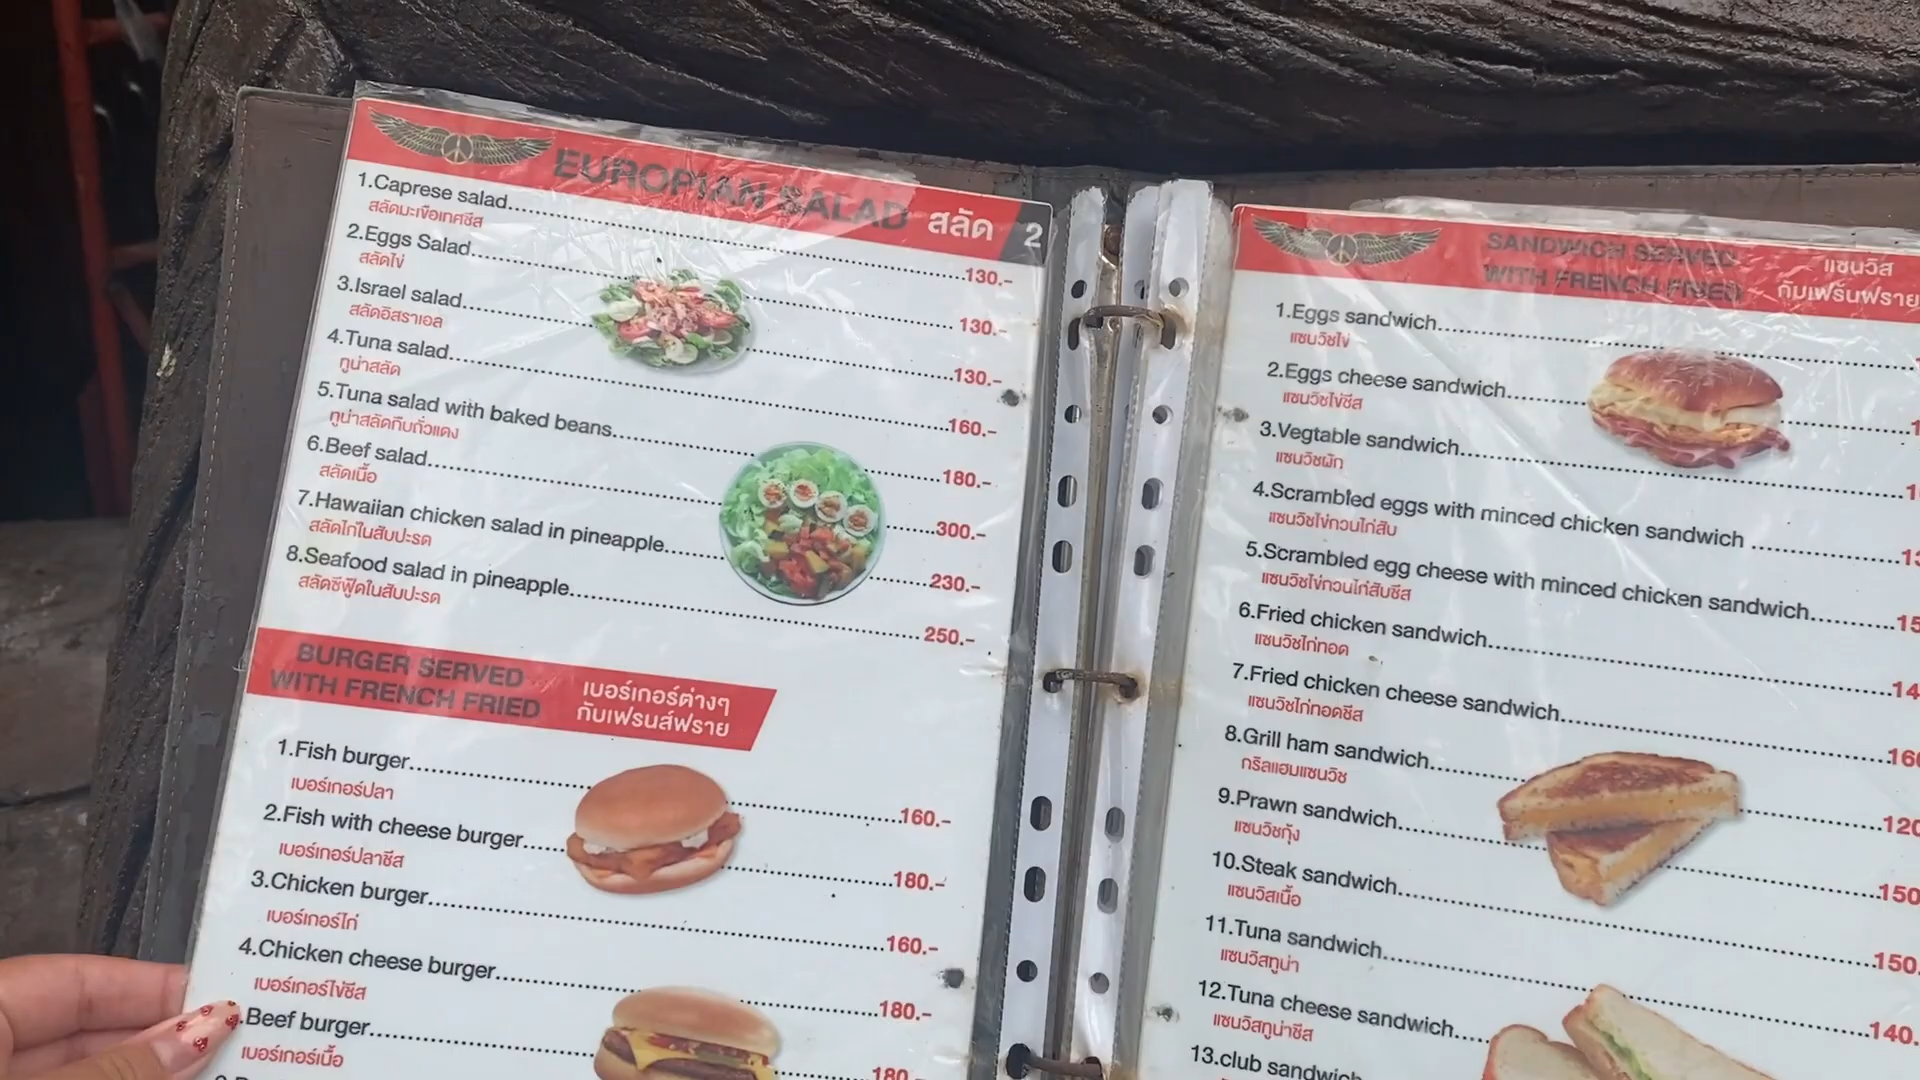 EUROPIAN SALAD สลัด 2
1.Caprese salad 130.-
สลัดมะเขือเทศชีส
2.Eggs Salad 130.-
สลัดไข่
3.Israel salad 130.-
สลัดอิสราเอล
4.Tuna salad 160.-
ทูน่าสลัด
5.Tuna salad with baked beans 180.-
ทูน่าสลัดกับถั่วแดง
6.Beef salad 300.-
สลัดเนื้อ
7.Hawaiian chicken salad in pineapple 230.-
สลัดไก่ในสับปะรด
8.Seafood salad in pineapple 250.-
สลัดซีฟู๊ดในสับปะรด
BURGER SERVED
WITH FRENCH FRIED
เบอร์เกอร์ต่างๆ
กับเฟรนส์ฟราย
1.Fish burger 160.-
เบอร์เกอร์ปลา
2.Fish with cheese burger 180.-
เบอร์เกอร์ปลาชีส
3.Chicken burger 160.-
เบอร์เกอร์ไก่
4.Chicken cheese burger 180.-
เบอร์เกอร์ไข่ชีส
Beef burger 180
เบอร์เกอร์เนื้อ
SANDWICH SERVED
WITH FRENCH FRIED
แซนวิส
กับเฟร้นฟราย
1.Eggs sandwich
แซนวิชไข่
2.Eggs cheese sandwich
แซนวิชไข่ชีส
3.Vegtable sandwich
แซนวิชผัก
4.Scrambled eggs with minced chicken sandwich
แซนวิชไข่กวนไก่สับ
5.Scrambled egg cheese with minced chicken sandwich
แซนวิชไข่กวนไก่สับชีส
6.Fried chicken sandwich
แซนวิชไก่ทอด
7.Fried chicken cheese sandwich 160
แซนวิชไก่ทอดชีส
8.Grill ham sandwich 120
กริลแฮมแซนวิช
9.Prawn sandwich 150
แซนวิชกุ้ง
10.Steak sandwich 150.
แซนวิสเนื้อ
11.Tuna sandwich 140.
แซนวิสทูน่า
12.Tuna cheese sandwich
แซนวิสทูน่าชีส
13.club sandwich